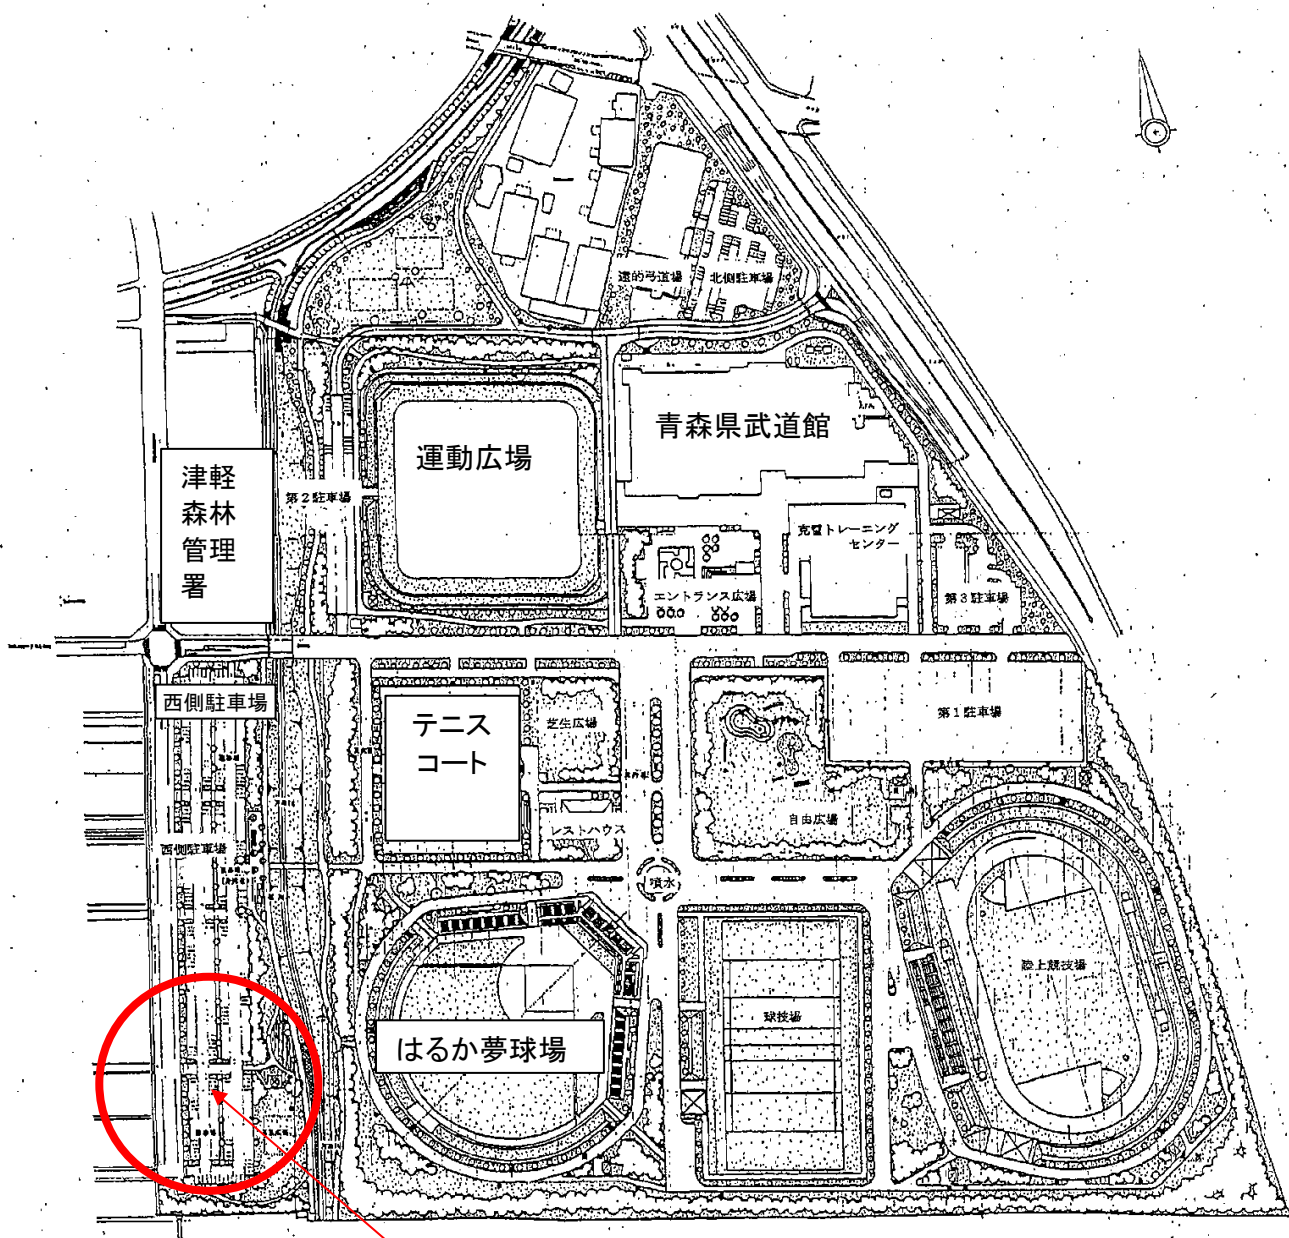 遠的弓道場
北側駐車場
青森県武道館
運動広場
津軽
森林
管理
署
第2駐車場
克雪トレーニング
センター
エントランス広場
第3駐車場
西側駐車場
テニス
コート
芝生広場
第1駐車場
レストハウス
自由広場
西側駐車場
噴水
はるか夢球場
球技場
陸上競技場